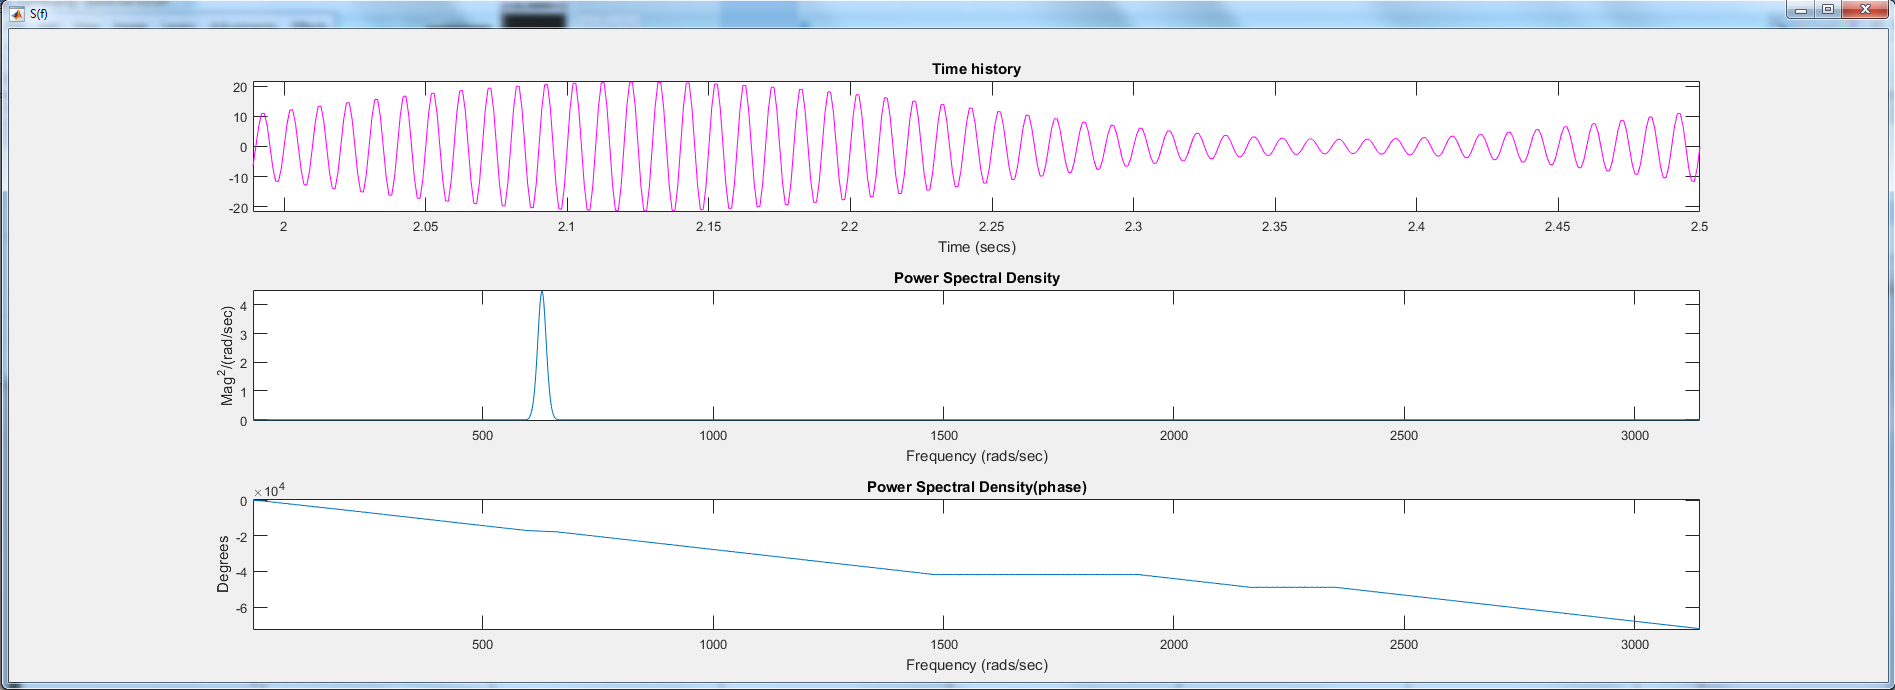 S(f)
Time history
20
10
0
-10
-20
2 2.05 2.1 2.15 2.2 2.25 2.3 2.35 2.4 2.45 2.5
Time (secs)
Power Spectral Density
Mag²/(rad/sec)
4
3
2
1
0
500 1000 1500 2000 2500 3000
Frequency (rads/sec)
Power Spectral Density(phase)
×10⁴
Degrees
0
-2
-4
-6
500 1000 1500 2000 2500 3000
Frequency (rads/sec)